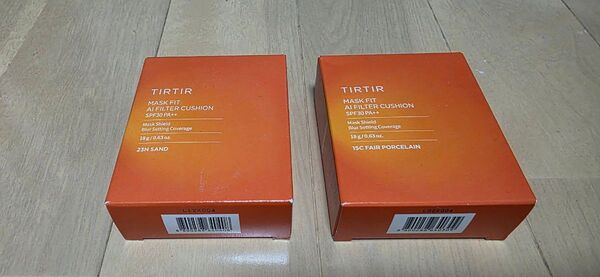 TIRTIR
MASK FIT
AI FILTER CUSHION
SPF30 PA++
Mask Shield
Blur Setting Coverage
18 g / 0.63 oz.
23N SAND
TIRTIR
MASK FIT
AI FILTER CUSHION
SPF30 PA++
Mask Shield
Blur Setting Coverage
18 g / 0.63 oz.
15C FAIR PORCELAIN